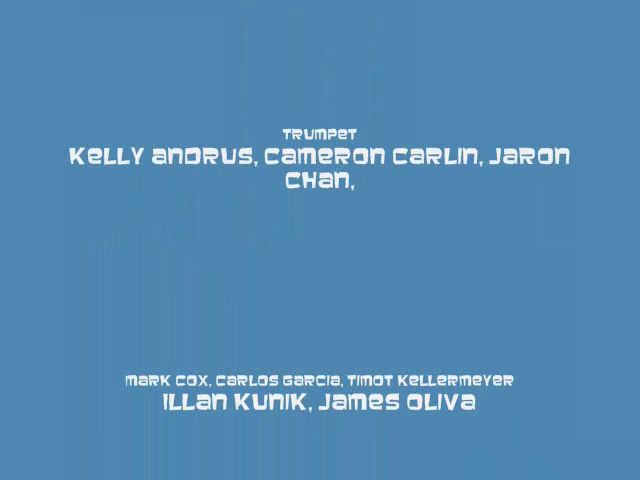 TRUMPET
KELLY ANDRUS, CAMERON CARLIN, JARON
CHAN,
MARK COX, CARLOS GARCIA, TIMOT KELLERMEYER
ILLAN KUNIK, JAMES OLIVA